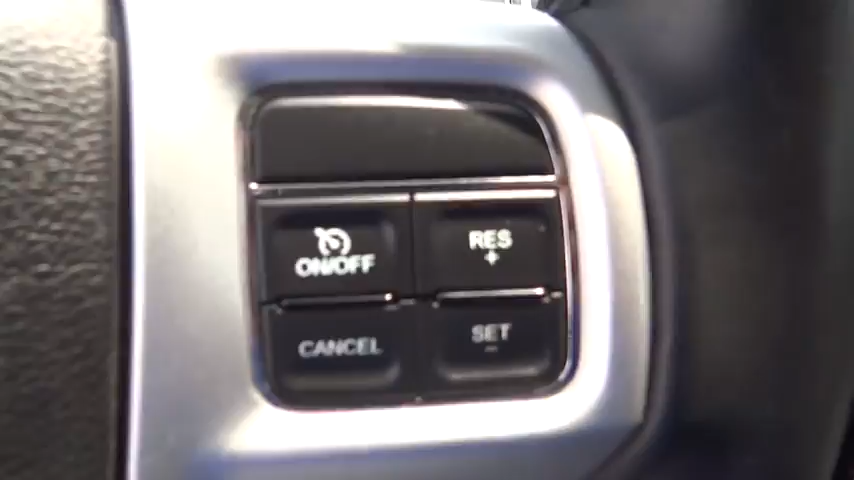 ON/OFF
RES
+
CANCEL
SET
-